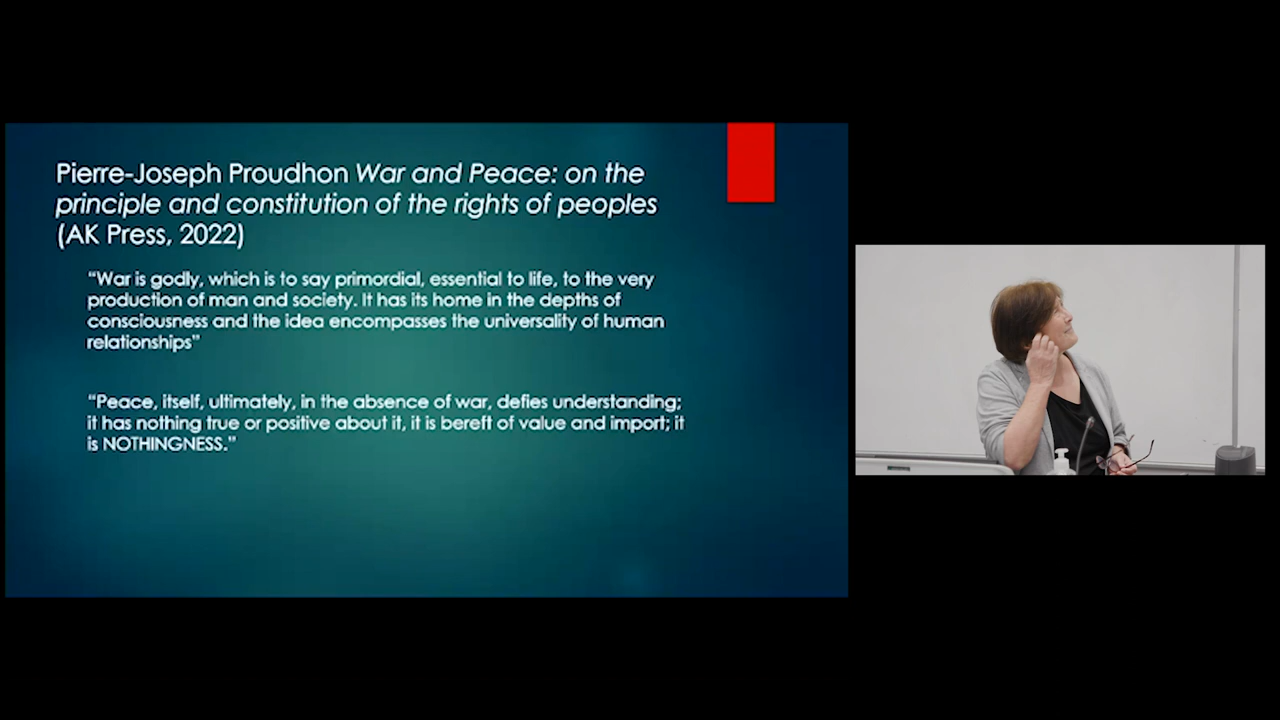 Pierre-Joseph Proudhon War and Peace: on the
principle and constitution of the rights of peoples
(AK Press, 2022)
“War is godly, which is to say primordial, essential to life, to the very
production of man and society. It has its home in the depths of
consciousness and the idea encompasses the universality of human
relationships”
“Peace, itself, ultimately, in the absence of war, defies understanding;
it has nothing true or positive about it, it is bereft of value and import; it
is NOTHINGNESS.”